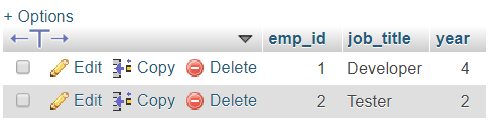 + Options
←T→ emp_id job_title year
Edit Copy Delete 1 Developer 4
Edit Copy Delete 2 Tester 2